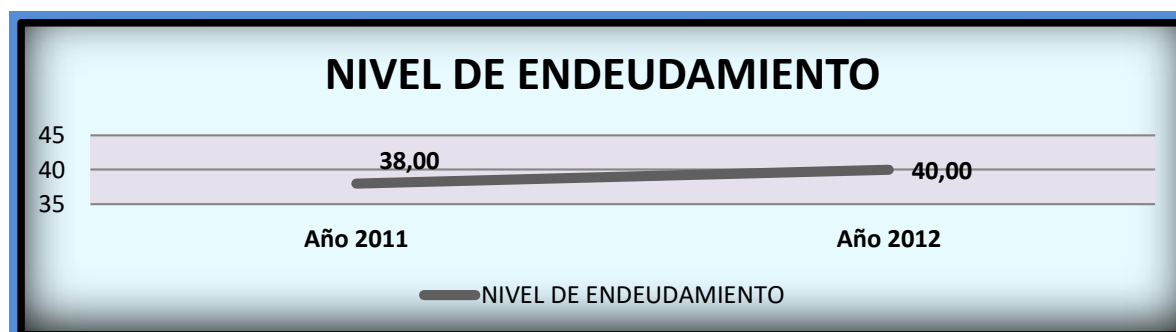 NIVEL DE ENDEUDAMIENTO
45
40
35
38,00
40,00
Año 2011
Año 2012
NIVEL DE ENDEUDAMIENTO